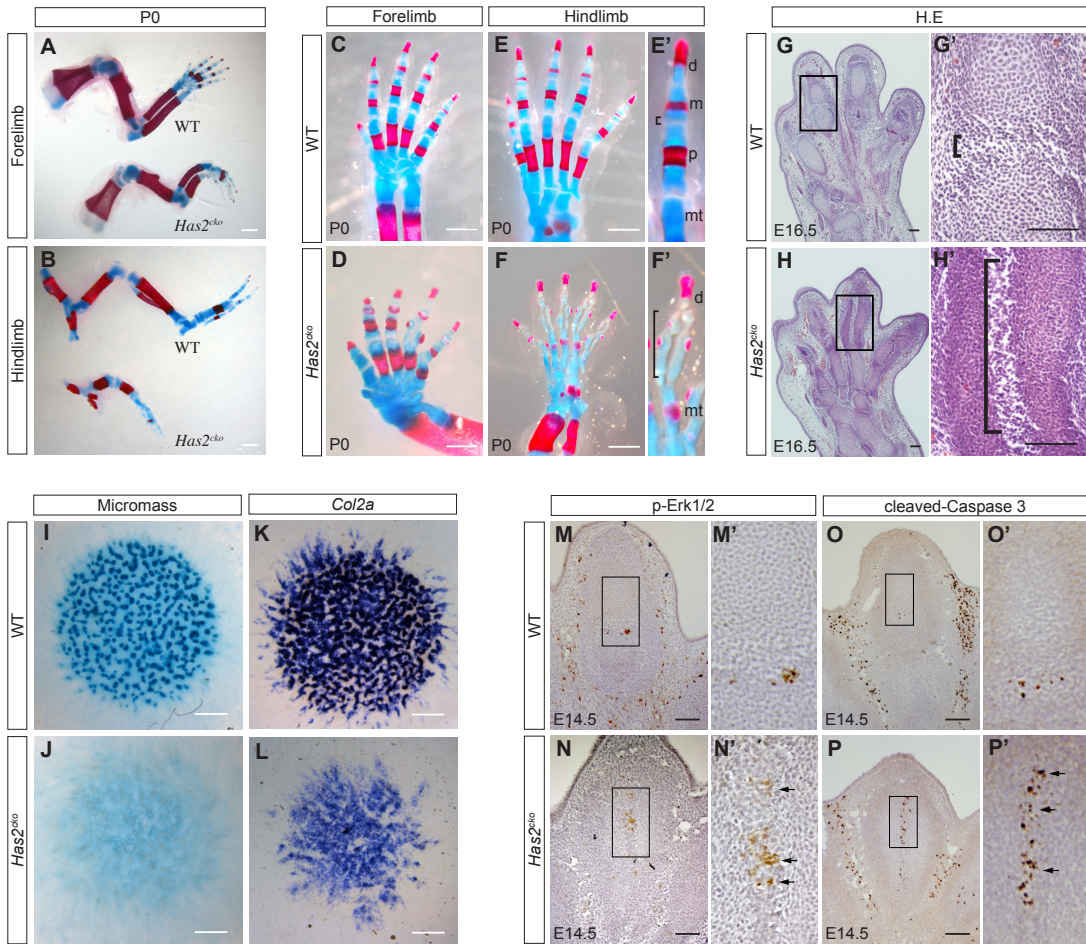 P0
Forelimb
Hindlimb
H.E
Forelimb
A
WT
Has2cko
Hindlimb
B
WT
Has2cko
WT
C
P0
E
P0
E'
d
m
p
mt
Has2cko
D
P0
F
P0
F'
d
mt
WT
G
E16.5
G'
Has2cko
H
E16.5
H'
Micromass
Col2a
p-Erk1/2
cleaved-Caspase 3
WT
I
K
Has2cko
J
L
WT
M
E14.5
M'
O
O'
Has2cko
N
E14.5
N'
P
E14.5
P'